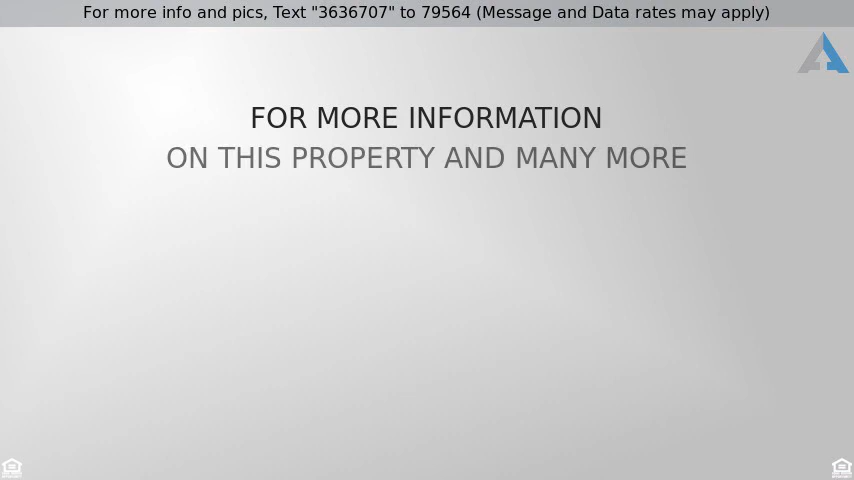 For more info and pics, Text "3636707" to 79564 (Message and Data rates may apply)
FOR MORE INFORMATION
ON THIS PROPERTY AND MANY MORE